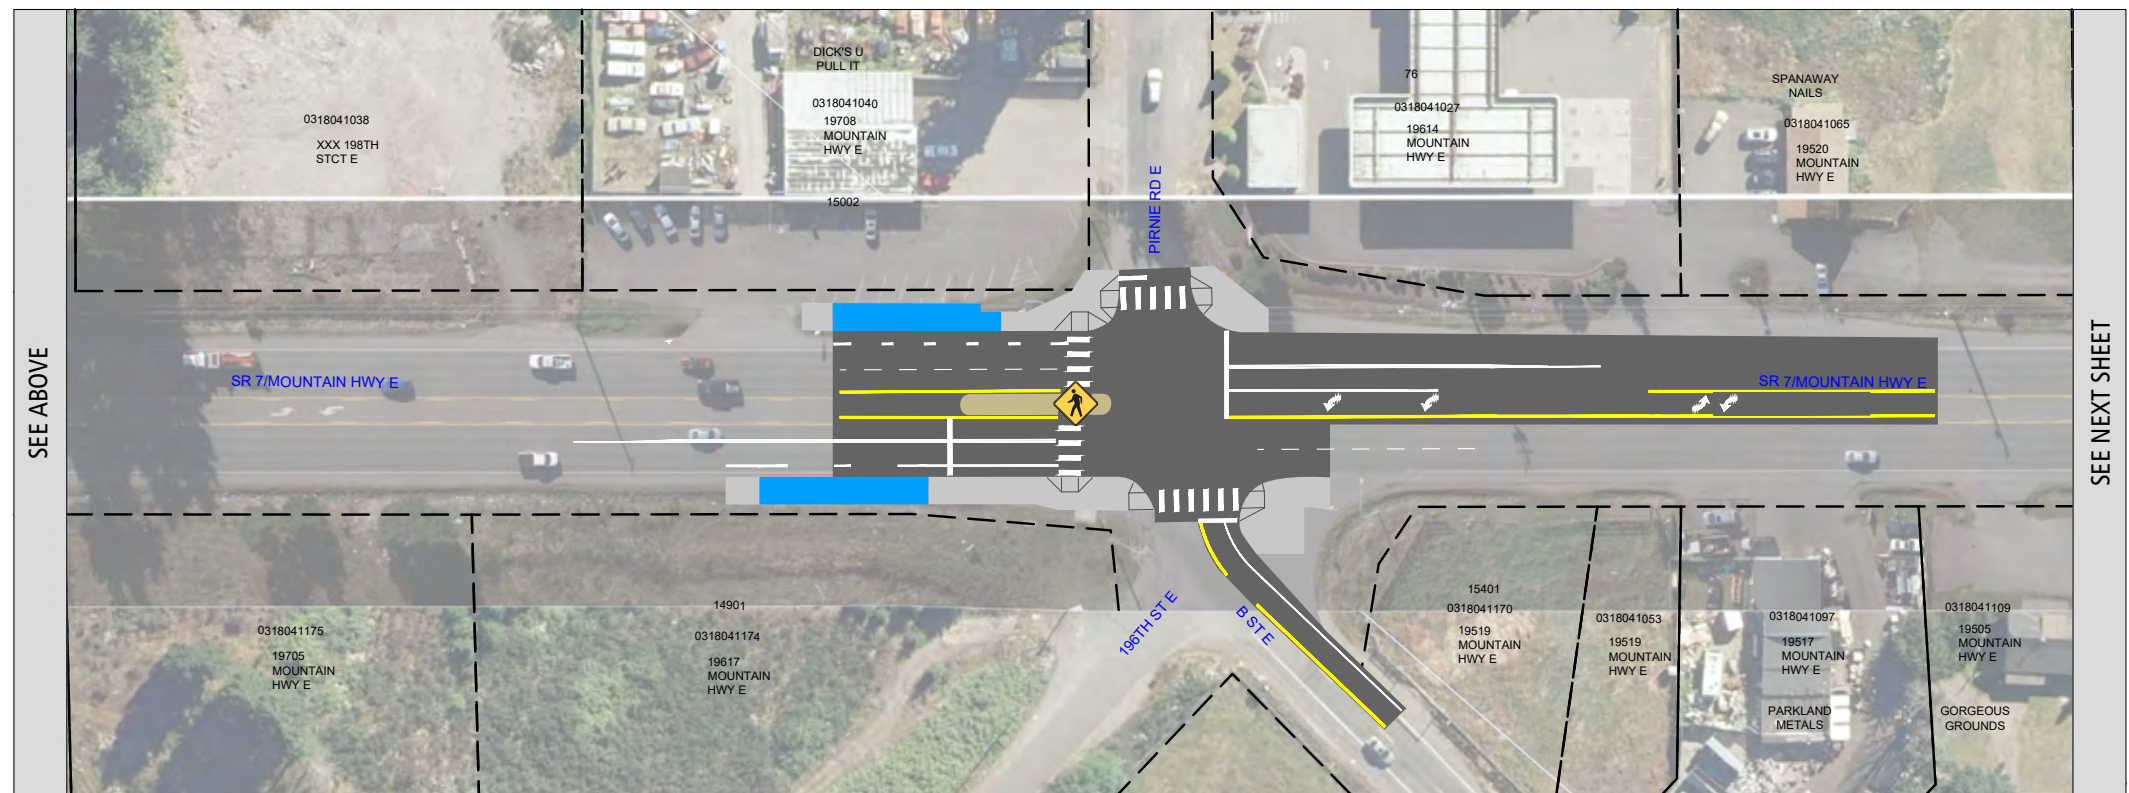 SEE ABOVE
0318041038
XXX 198TH
STCT E
DICK'S U
PULL IT
0318041040
19708
MOUNTAIN
HWY E
15002
PIRNIE RD E
76
0318041027
19614
MOUNTAIN
HWY E
SPANAWAY
NAILS
0318041065
19520
MOUNTAIN
HWY E
SR 7/MOUNTAIN HWY E
SR 7/MOUNTAIN HWY E
SEE NEXT SHEET
0318041175
19705
MOUNTAIN
HWY E
14901
0318041174
19617
MOUNTAIN
HWY E
196TH ST E
B ST E
15401
0318041170
19519
MOUNTAIN
HWY E
0318041053
19519
MOUNTAIN
HWY E
0318041097
19517
MOUNTAIN
HWY E
PARKLAND
METALS
0318041109
19505
MOUNTAIN
HWY E
GORGEOUS
GROUNDS